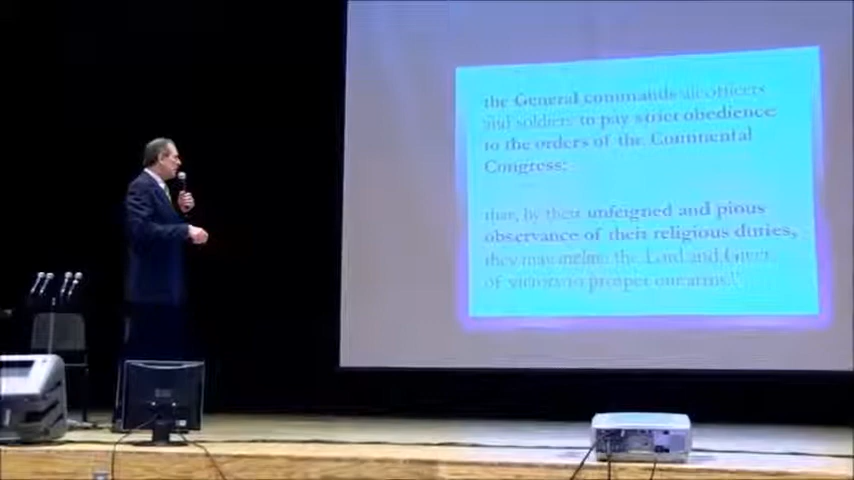 the General commands all officers
and soldiers to pay strict obedience
to the orders of the Continental
Congress;
that, by their unfeigned and pious
observance of their religious duties,
they may incline the Lord and Giver
of victory to prosper our arms."